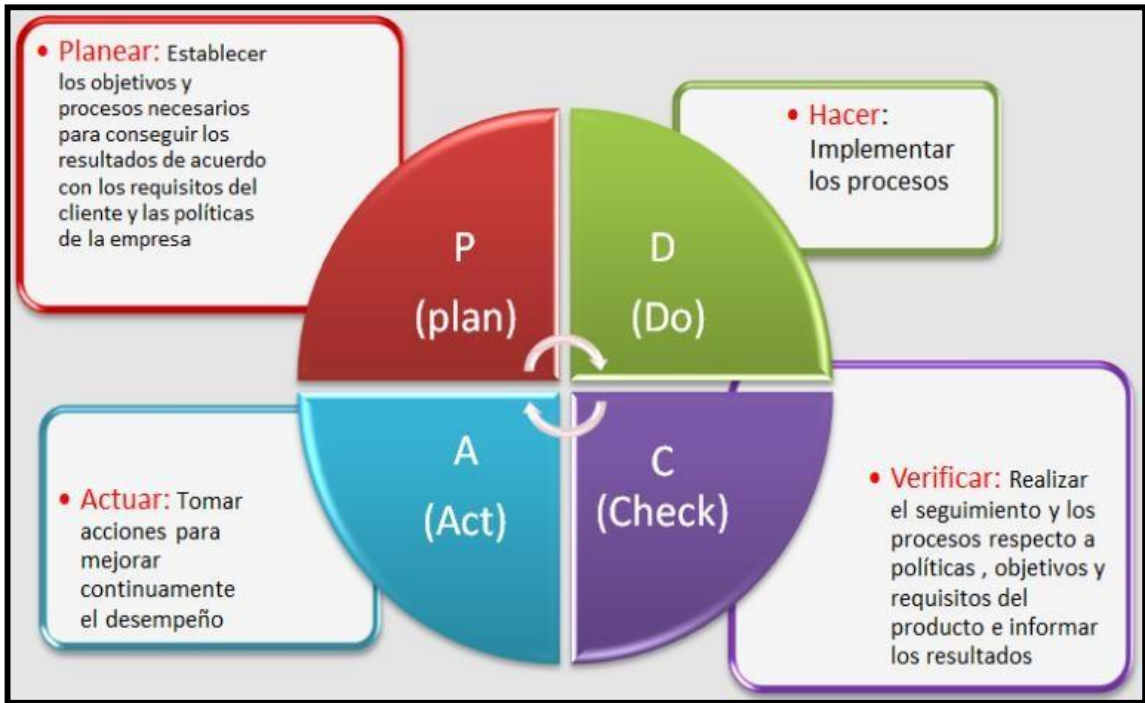 • Planear: Establecer
los objetivos y
procesos necesarios
para conseguir los
resultados de acuerdo
con los requisitos del
cliente y las políticas
de la empresa
• Hacer:
Implementar
los procesos
P
(plan)
D
(Do)
A
(Act)
C
(Check)
• Actuar: Tomar
acciones para
mejorar
continuamente
el desempeño
• Verificar: Realizar
el seguimiento y los
procesos respecto a
políticas , objetivos y
requisitos del
producto e informar
los resultados